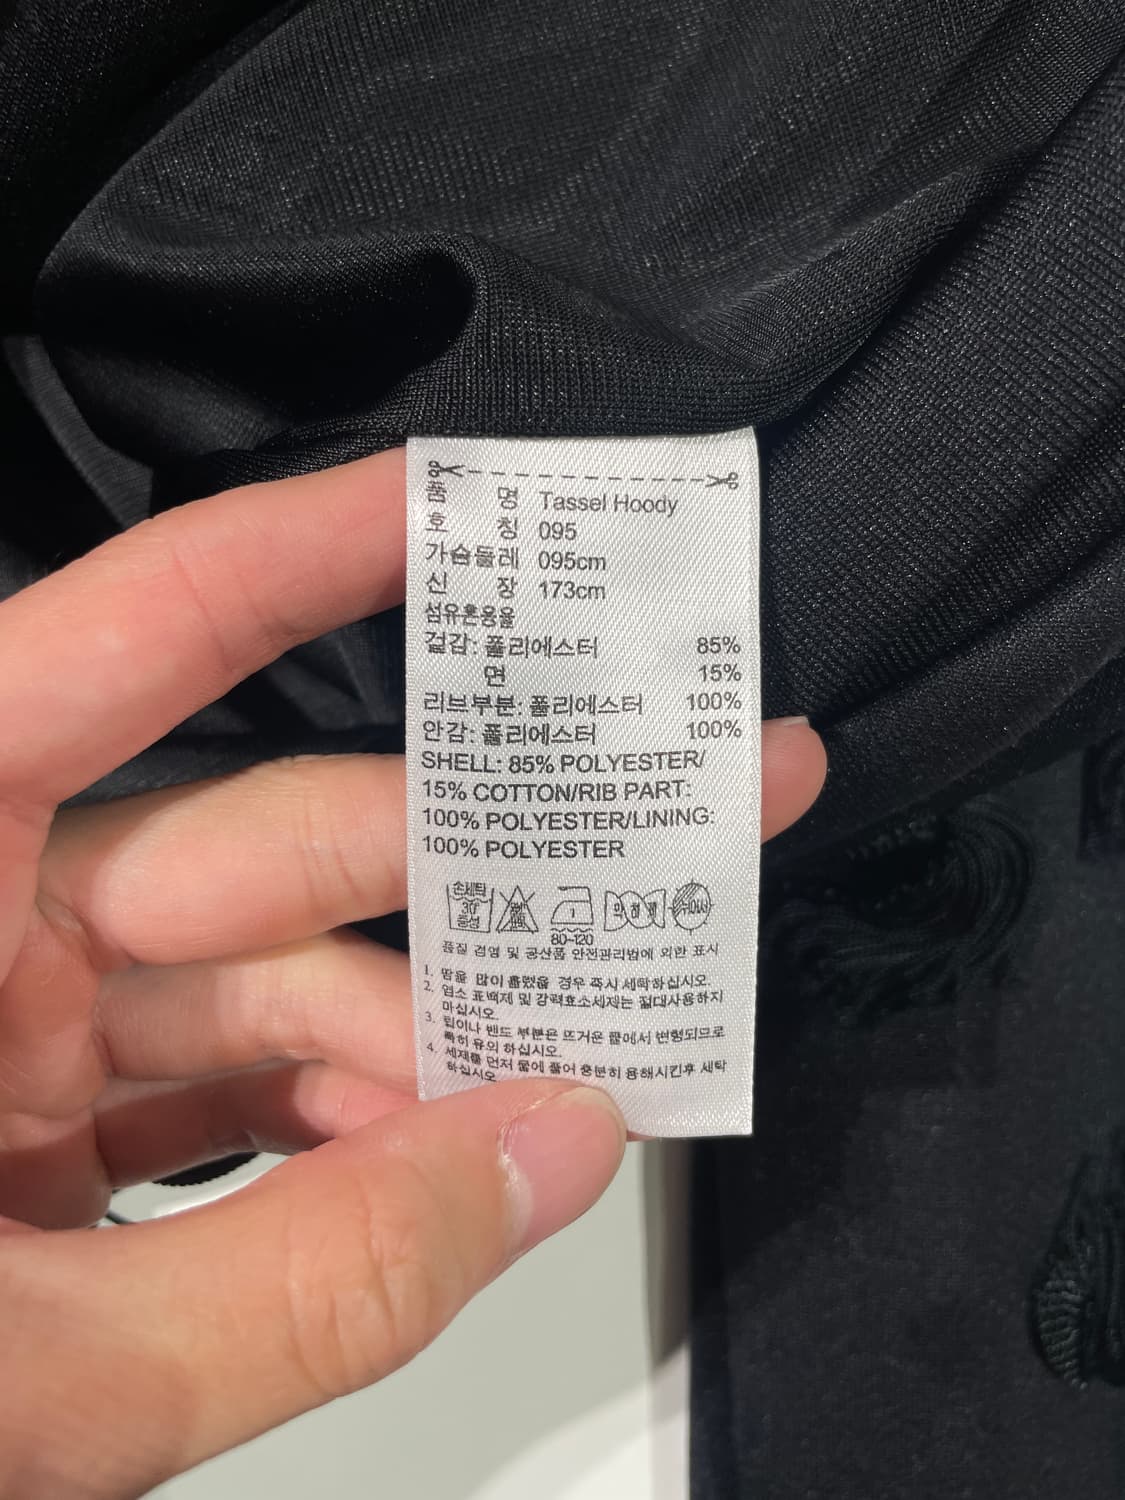 품 명 Tassel Hoody
호 칭 095
가슴둘레 095cm
신 장 173cm
섬유혼용율
겉감: 폴리에스터 85%
면 15%
리브부분: 폴리에스터 100%
안감: 폴리에스터 100%
SHELL: 85% POLYESTER/
15% COTTON/RIB PART:
100% POLYESTER/LINING:
100% POLYESTER
손세탁
30°
중성
80-120
품질 경영 및 공산품 안전관리법에 의한 표시
1. 땀을 많이 흘렸을 경우 즉시 세탁하십시오.
2. 염소 표백제 및 강력효소세제는 절대사용하지
마십시오.
3. 립이나 밴드 부분은 뜨거운 물에서 변형되므로
특히 유의 하십시오.
4. 세제를 먼저 물에 풀어 충분히 용해시킨후 세탁
하십시오